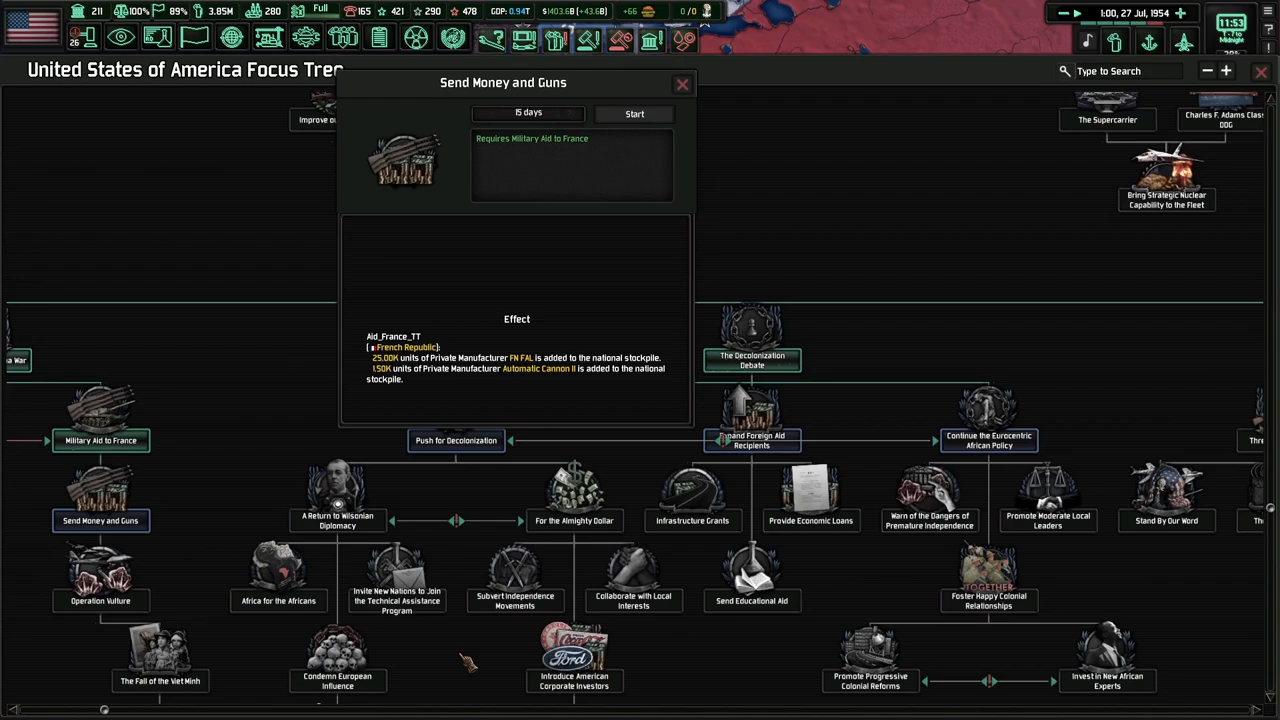 211
100%
89%
3.85M
280
Full
165
421
290
478
GDP: 0.94T
$1403.6B (+43.6B)
+66
0/0
1:00, 27 Jul, 1954
11:53
26
United States of America Focus Tree
Type to Search
Send Money and Guns
15 days
Start
Requires Military Aid to France
Effect
Aid_France_TT
(French Republic):
25.00K units of Private Manufacturer FN FAL is added to the national stockpile.
1.50K units of Private Manufacturer Automatic Cannon II is added to the national
stockpile.
The Supercarrier
Charles F. Adams Class
DDG
Bring Strategic Nuclear
Capability to the Fleet
The Decolonization
Debate
Military Aid to France
Push for Decolonization
Expand Foreign Aid
Recipients
Continue the Eurocentric
African Policy
Send Money and Guns
A Return to Wilsonian
Diplomacy
For the Almighty Dollar
Infrastructure Grants
Provide Economic Loans
Warn of the Dangers of
Premature Independence
Promote Moderate Local
Leaders
Stand By Our Word
Operation Vulture
Africa for the Africans
Invite New Nations to Join
the Technical Assistance
Program
Subvert Independence
Movements
Collaborate with Local
Interests
Send Educational Aid
TOGETHER
Foster Happy Colonial
Relationships
The Fall of the Viet Minh
Condemn European
Influence
Ford
Introduce American
Corporate Investors
Promote Progressive
Colonial Reforms
Invest in New African
Experts